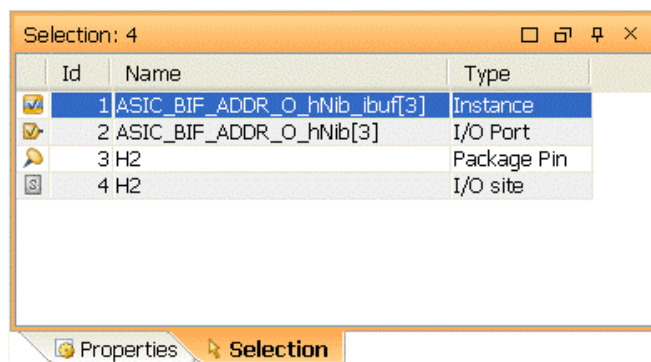 Selection: 4
Id Name Type
1 ASIC_BIF_ADDR_O_hNib_ibuf[3] Instance
2 ASIC_BIF_ADDR_O_hNib[3] I/O Port
3 H2 Package Pin
S 4 H2 I/O site
Properties Selection